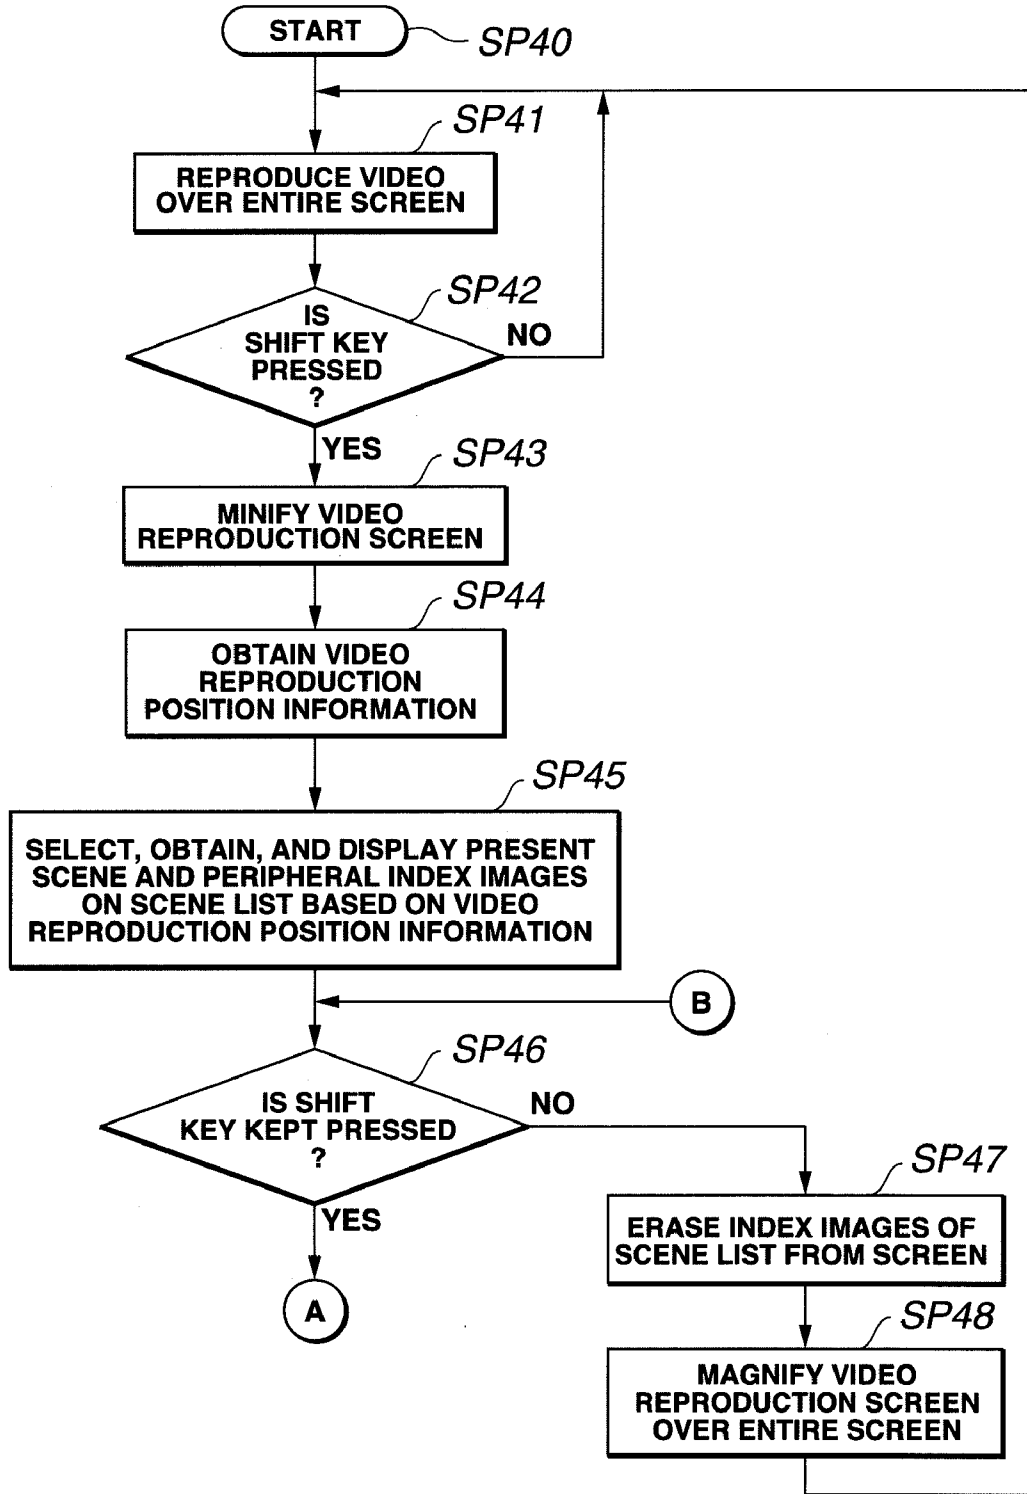 START
SP40
SP41
REPRODUCE VIDEO
OVER ENTIRE SCREEN
SP42
IS
SHIFT KEY
PRESSED
?
NO
YES
SP43
MINIFY VIDEO
REPRODUCTION SCREEN
SP44
OBTAIN VIDEO
REPRODUCTION
POSITION INFORMATION
SP45
SELECT, OBTAIN, AND DISPLAY PRESENT
SCENE AND PERIPHERAL INDEX IMAGES
ON SCENE LIST BASED ON VIDEO
REPRODUCTION POSITION INFORMATION
B
SP46
IS SHIFT
KEY KEPT PRESSED
?
NO
YES
A
SP47
ERASE INDEX IMAGES OF
SCENE LIST FROM SCREEN
SP48
MAGNIFY VIDEO
REPRODUCTION SCREEN
OVER ENTIRE SCREEN